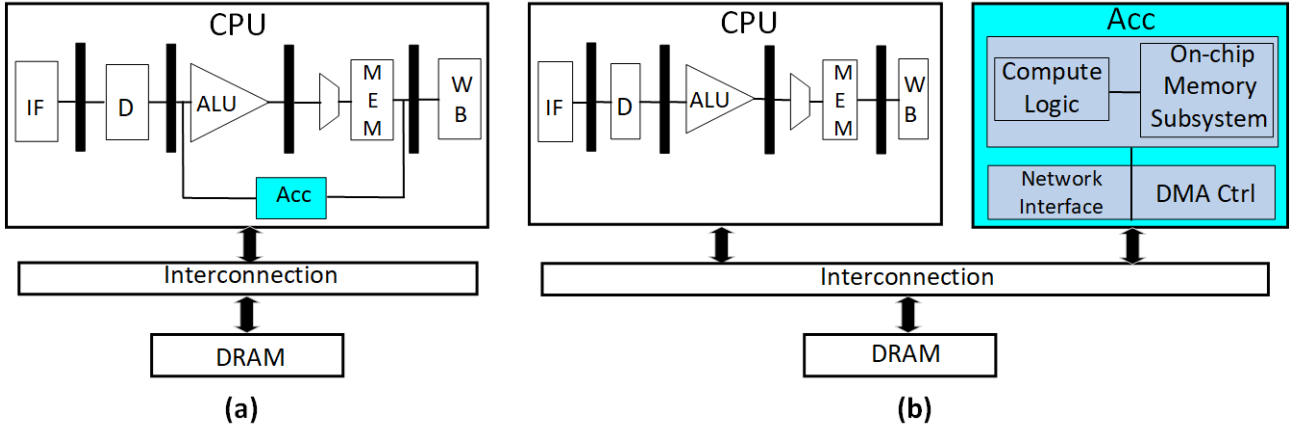 CPU
IF
D
ALU
M
E
M
W
B
Acc
Interconnection
DRAM
(a)
CPU
IF
D
ALU
M
E
M
W
B
Acc
Compute
Logic
On-chip
Memory
Subsystem
Network
Interface
DMA Ctrl
Interconnection
DRAM
(b)